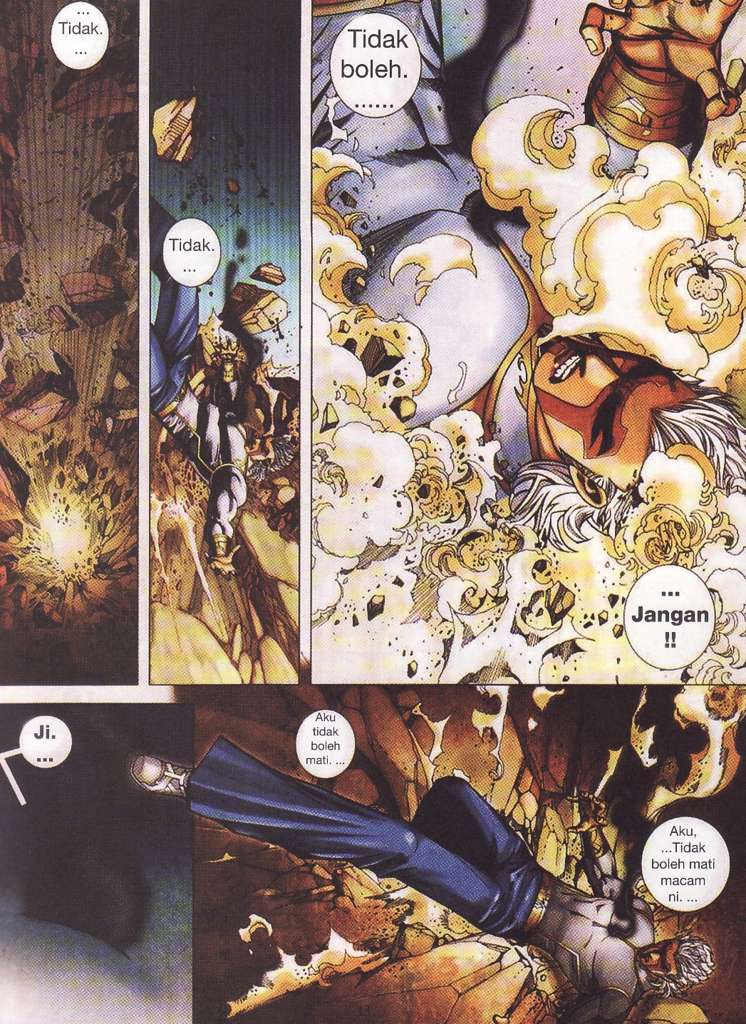 ...
Tidak.
...
Tidak.
...
Tidak
boleh.
......
...
Jangan
!!
Ji.
...
Aku
tidak
boleh
mati. ...
Aku,
...Tidak
boleh mati
macam
ni. ...